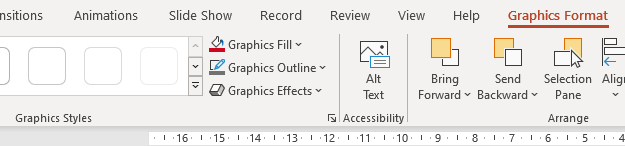 nsitions Animations Slide Show Record Review View Help Graphics Format
Graphics Fill
Graphics Outline
Graphics Effects
Alt
Text
Bring
Forward
Send
Backward
Selection
Pane
Align
Graphics Styles Accessibility Arrange
16 15 14 13 12 11 10 9 8 7 6 5 4